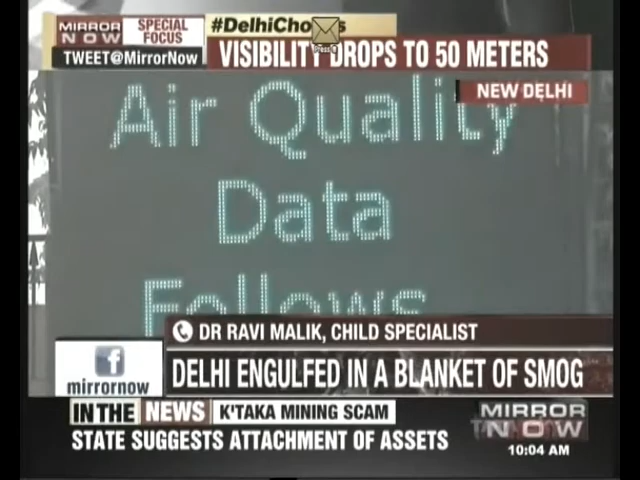 MIRROR NOW
SPECIAL FOCUS
#DelhiCho
TWEET@MirrorNow
VISIBILITY DROPS TO 50 METERS
NEW DELHI
Air Quality
Data
Follows...
DR RAVI MALIK, CHILD SPECIALIST
DELHI ENGULFED IN A BLANKET OF SMOG
f
mirrornow
IN THE NEWS
K'TAKA MINING SCAM
STATE SUGGESTS ATTACHMENT OF ASSETS
MIRROR NOW
10:04 AM